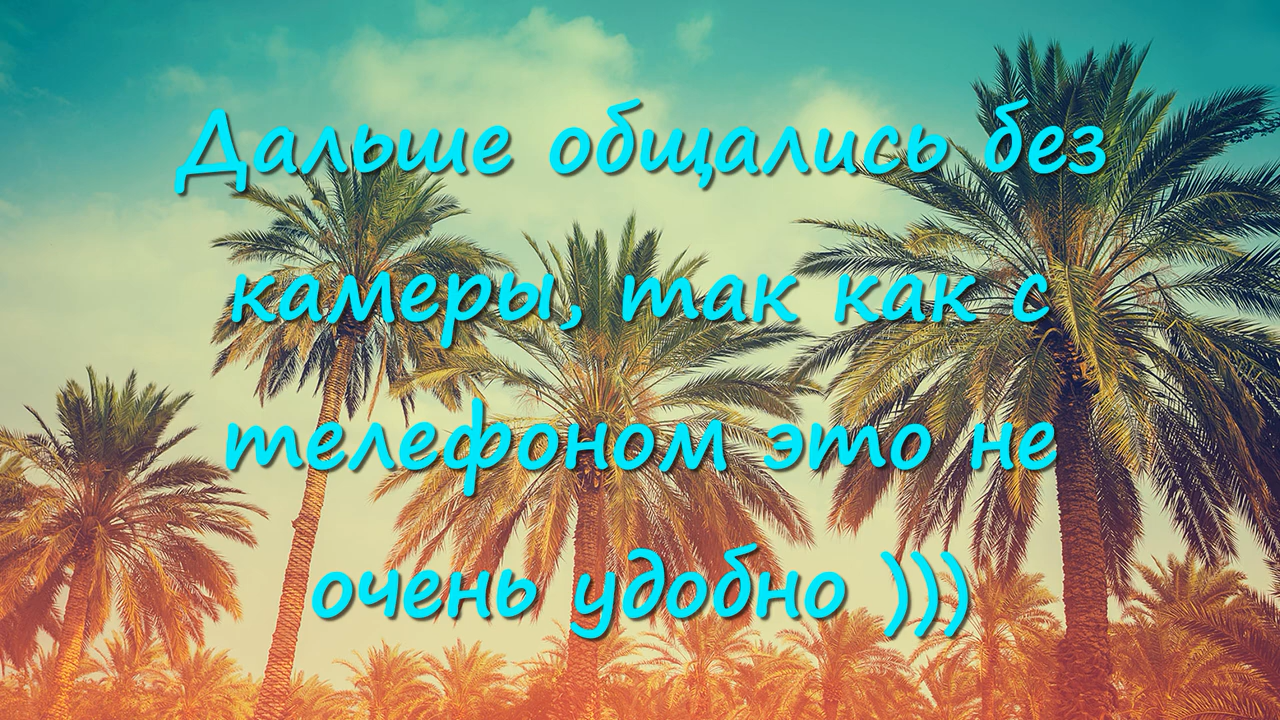 Дальше общались без
камеры, так как с
телефоном это не
очень удобно )))